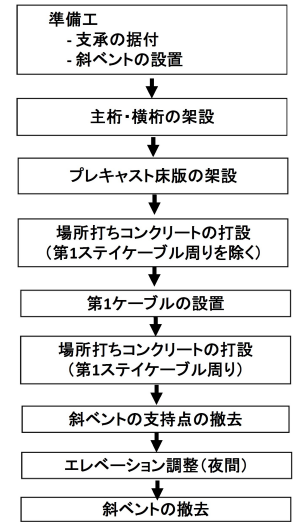 準備工
- 支承の据付
- 斜ベントの設置
主桁・横桁の架設
プレキャスト床版の架設
場所打ちコンクリートの打設
（第1ステイケーブル周りを除く）
第1ケーブルの設置
場所打ちコンクリートの打設
（第1ステイケーブル周り）
斜ベントの支持点の撤去
エレベーション調整（夜間）
斜ベントの撤去